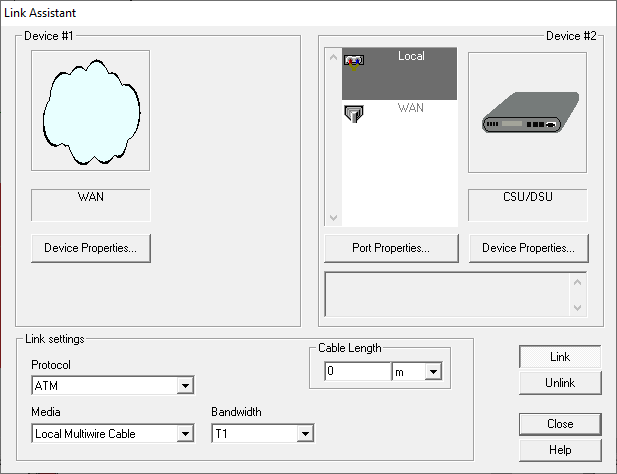 Link Assistant
Device #1
WAN
Device Properties...
Device #2
Local
WAN
CSU/DSU
Port Properties...
Device Properties...
Link settings
Protocol
ATM
Cable Length
0
m
Media
Local Multiwire Cable
Bandwidth
T1
Link
Unlink
Close
Help